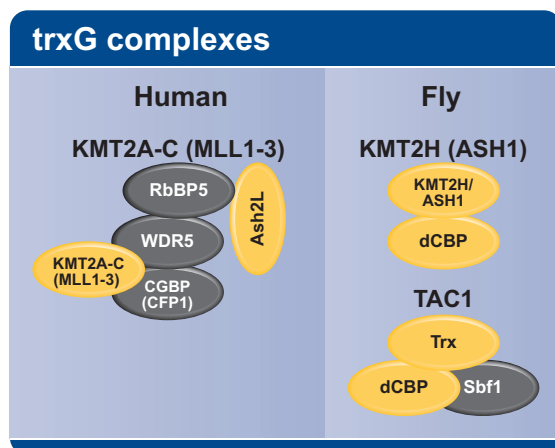 trxG complexes
Human
KMT2A-C (MLL1-3)
RbBP5
Ash2L
WDR5
KMT2A-C
(MLL1-3)
CGBP
(CFP1)
Fly
KMT2H (ASH1)
KMT2H/
ASH1
dCBP
TAC1
Trx
dCBP
Sbf1